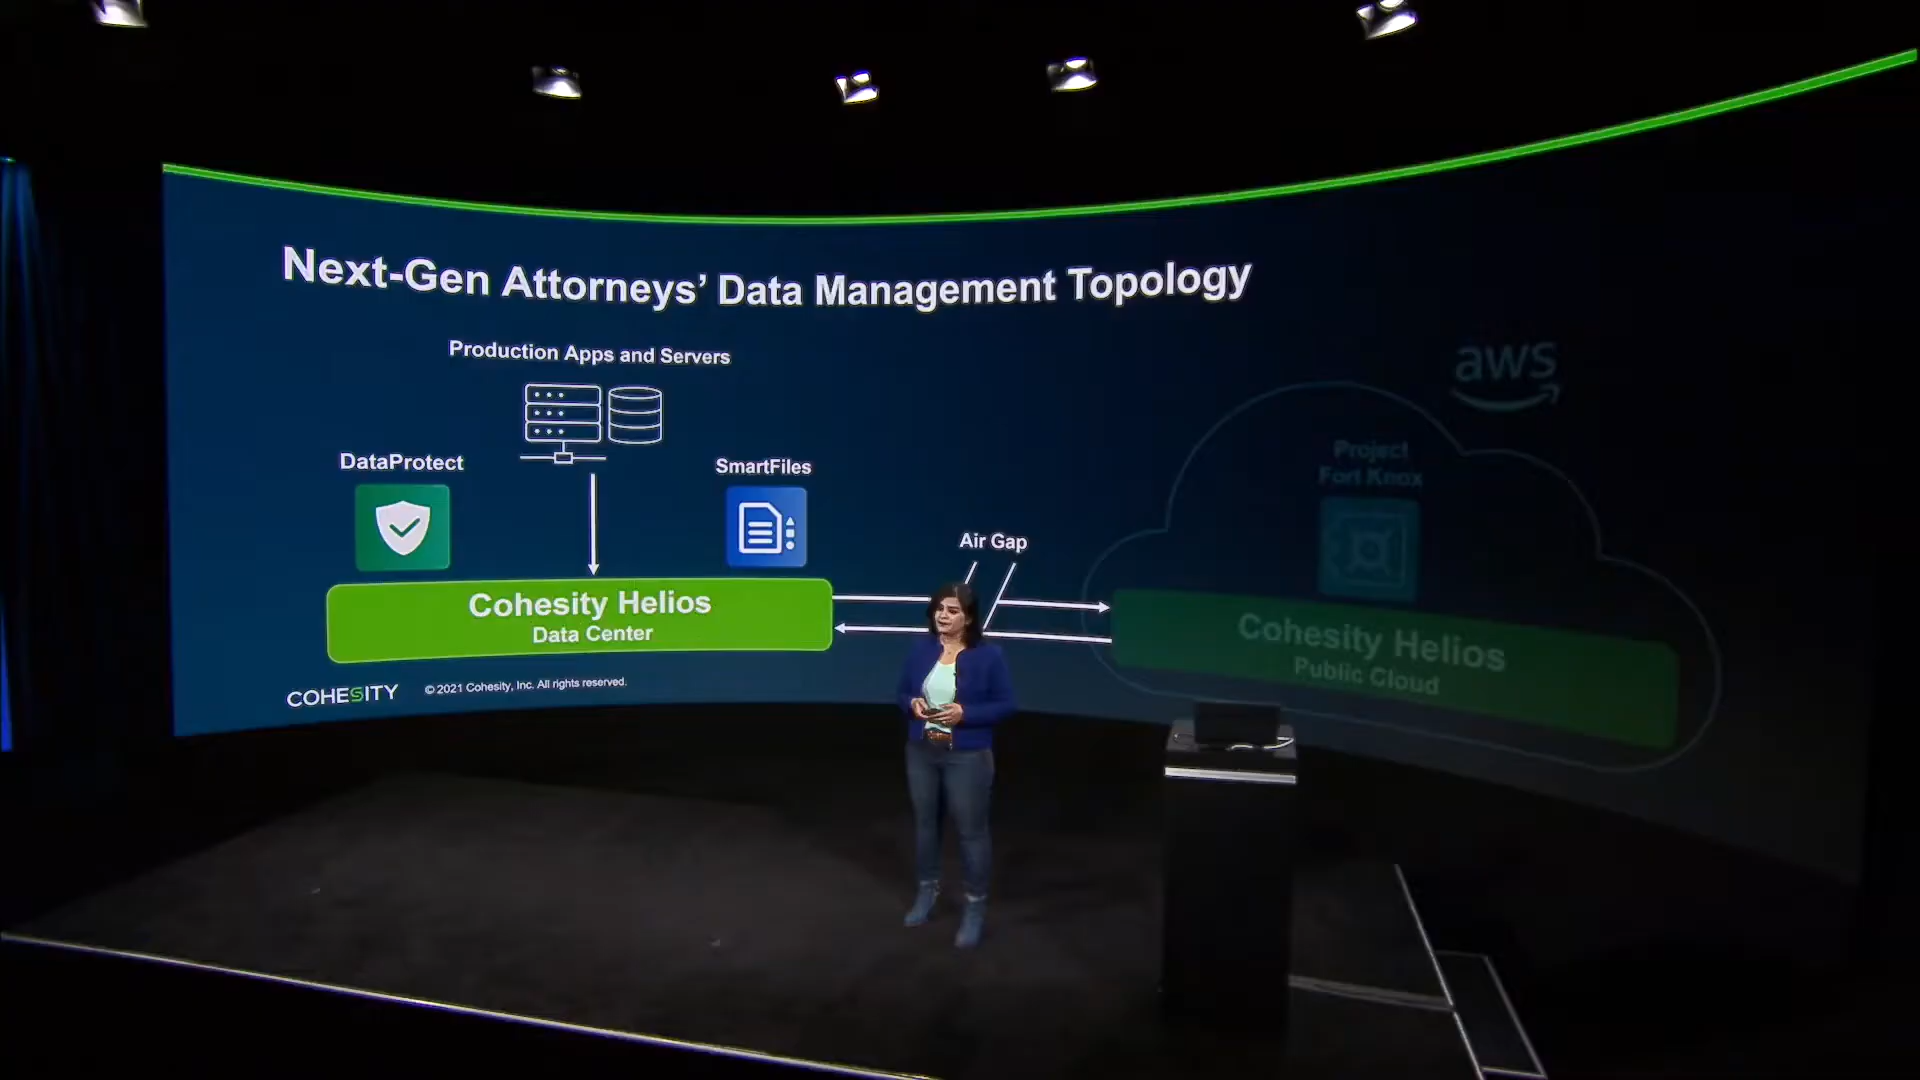 Next-Gen Attorneys’ Data Management Topology
Production Apps and Servers
DataProtect
SmartFiles
Air Gap
Cohesity Helios
Data Center
aws
Project
Fort Knox
Cohesity Helios
Public Cloud
COHESITY
© 2021 Cohesity, Inc. All rights reserved.